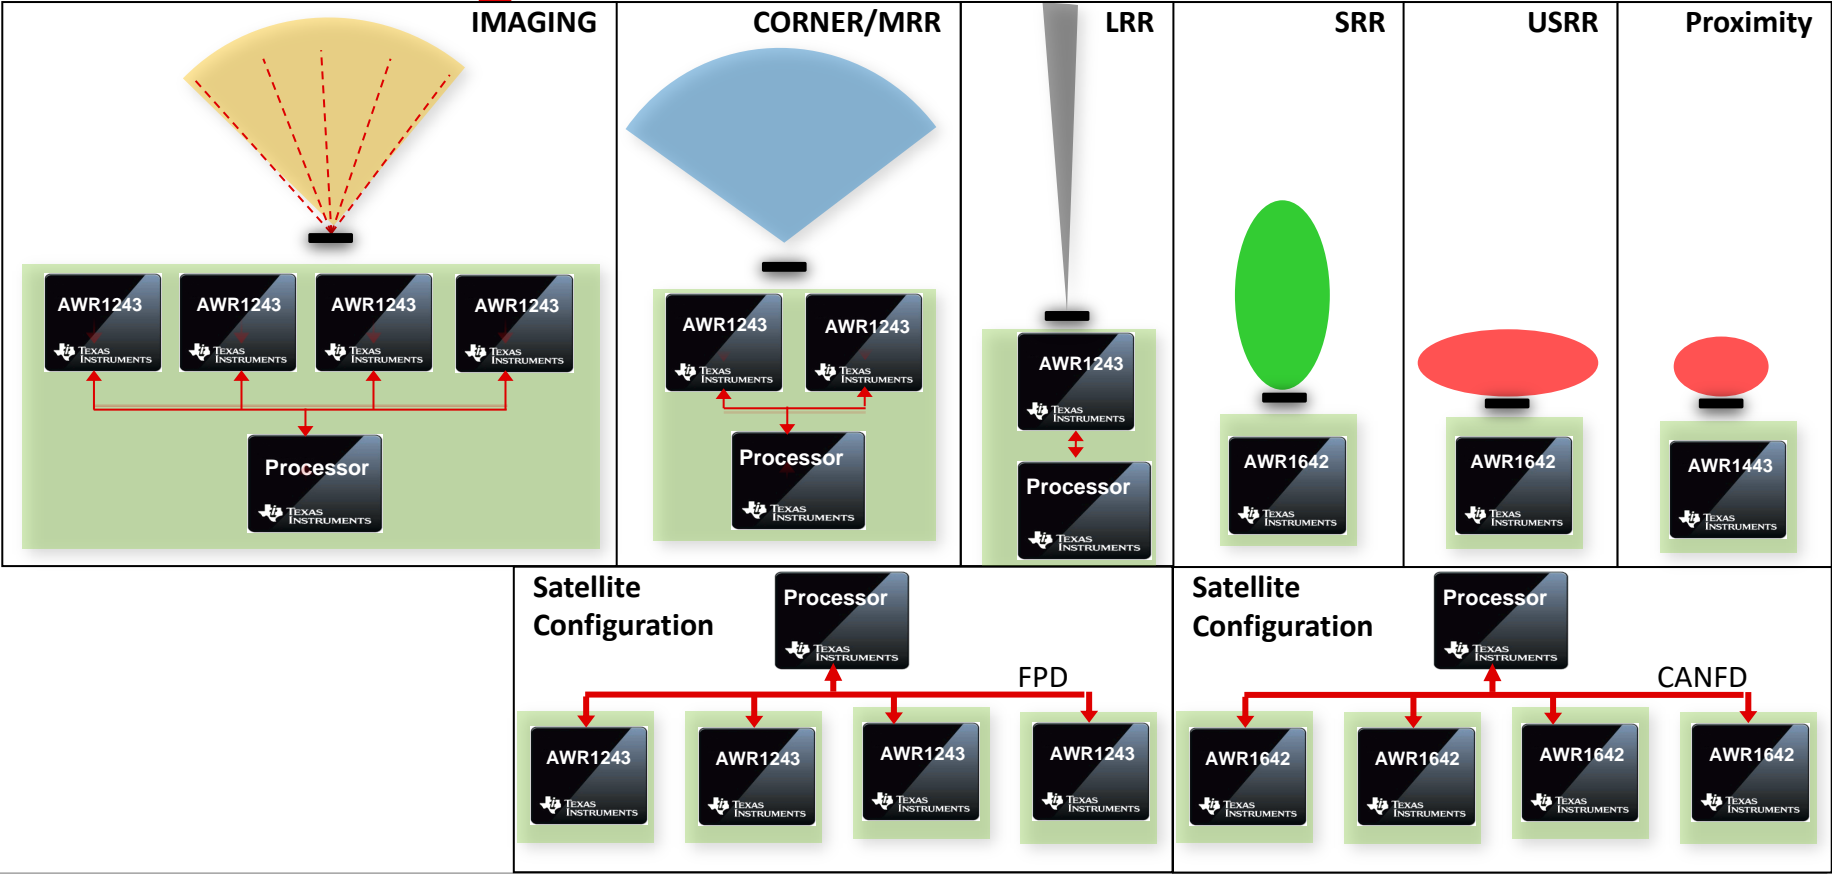 IMAGING
CORNER/MRR
LRR
SRR
USRR
Proximity
AWR1243
TEXAS
INSTRUMENTS
AWR1243
TEXAS
INSTRUMENTS
AWR1243
TEXAS
INSTRUMENTS
AWR1243
TEXAS
INSTRUMENTS
Processor
TEXAS
INSTRUMENTS
AWR1243
TEXAS
INSTRUMENTS
AWR1243
TEXAS
INSTRUMENTS
Processor
TEXAS
INSTRUMENTS
AWR1243
TEXAS
INSTRUMENTS
Processor
TEXAS
INSTRUMENTS
AWR1642
TEXAS
INSTRUMENTS
AWR1642
TEXAS
INSTRUMENTS
AWR1443
TEXAS
INSTRUMENTS
Satellite
Configuration
Processor
TEXAS
INSTRUMENTS
FPD
AWR1243
TEXAS
INSTRUMENTS
AWR1243
TEXAS
INSTRUMENTS
AWR1243
TEXAS
INSTRUMENTS
AWR1243
TEXAS
INSTRUMENTS
Satellite
Configuration
Processor
TEXAS
INSTRUMENTS
CANFD
AWR1642
TEXAS
INSTRUMENTS
AWR1642
TEXAS
INSTRUMENTS
AWR1642
TEXAS
INSTRUMENTS
AWR1642
TEXAS
INSTRUMENTS